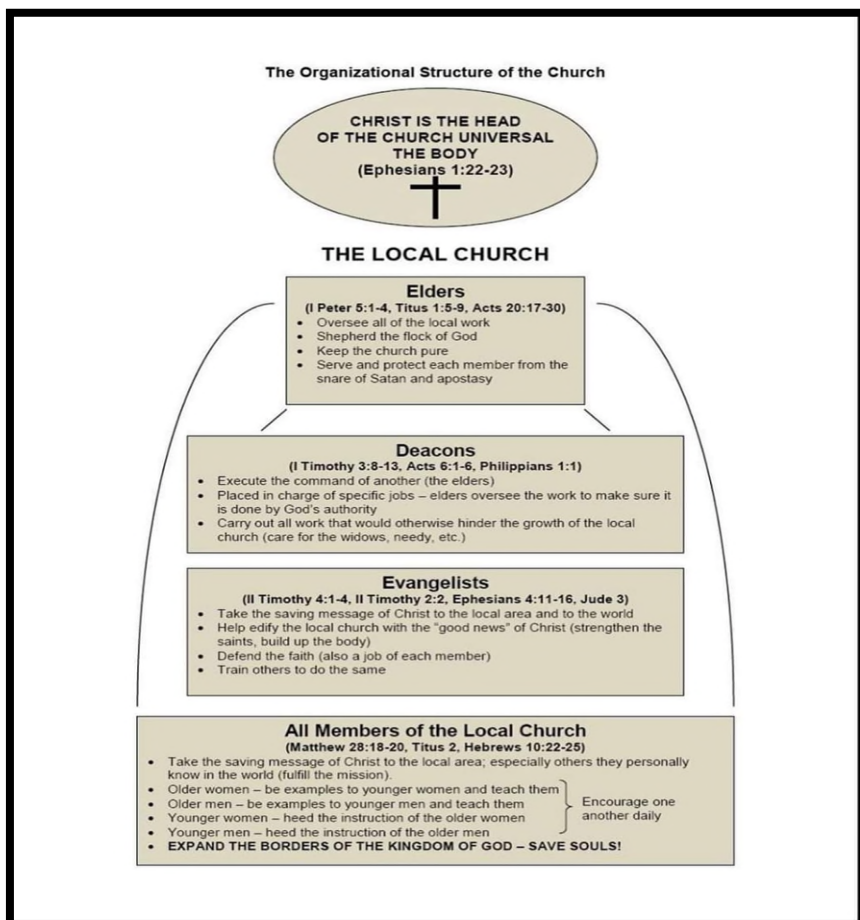 The Organizational Structure of the Church
CHRIST IS THE HEAD
OF THE CHURCH UNIVERSAL
THE BODY
(Ephesians 1:22-23)
THE LOCAL CHURCH
Elders
(I Peter 5:1-4, Titus 1:5-9, Acts 20:17-30)
• Oversee all of the local work
• Shepherd the flock of God
• Keep the church pure
• Serve and protect each member from the
snare of Satan and apostasy
Deacons
(I Timothy 3:8-13, Acts 6:1-6, Philippians 1:1)
• Execute the command of another (the elders)
• Placed in charge of specific jobs – elders oversee the work to make sure it
is done by God's authority
• Carry out all work that would otherwise hinder the growth of the local
church (care for the widows, needy, etc.)
Evangelists
(II Timothy 4:1-4, II Timothy 2:2, Ephesians 4:11-16, Jude 3)
• Take the saving message of Christ to the local area and to the world
• Help edify the local church with the "good news" of Christ (strengthen the
saints, build up the body)
• Defend the faith (also a job of each member)
• Train others to do the same
All Members of the Local Church
(Matthew 28:18-20, Titus 2, Hebrews 10:22-25)
• Take the saving message of Christ to the local area; especially others they personally
know in the world (fulfill the mission).
• Older women – be examples to younger women and teach them
• Older men – be examples to younger men and teach them
• Younger women – heed the instruction of the older women
• Younger men – heed the instruction of the older men
Encourage one
another daily
• EXPAND THE BORDERS OF THE KINGDOM OF GOD – SAVE SOULS!